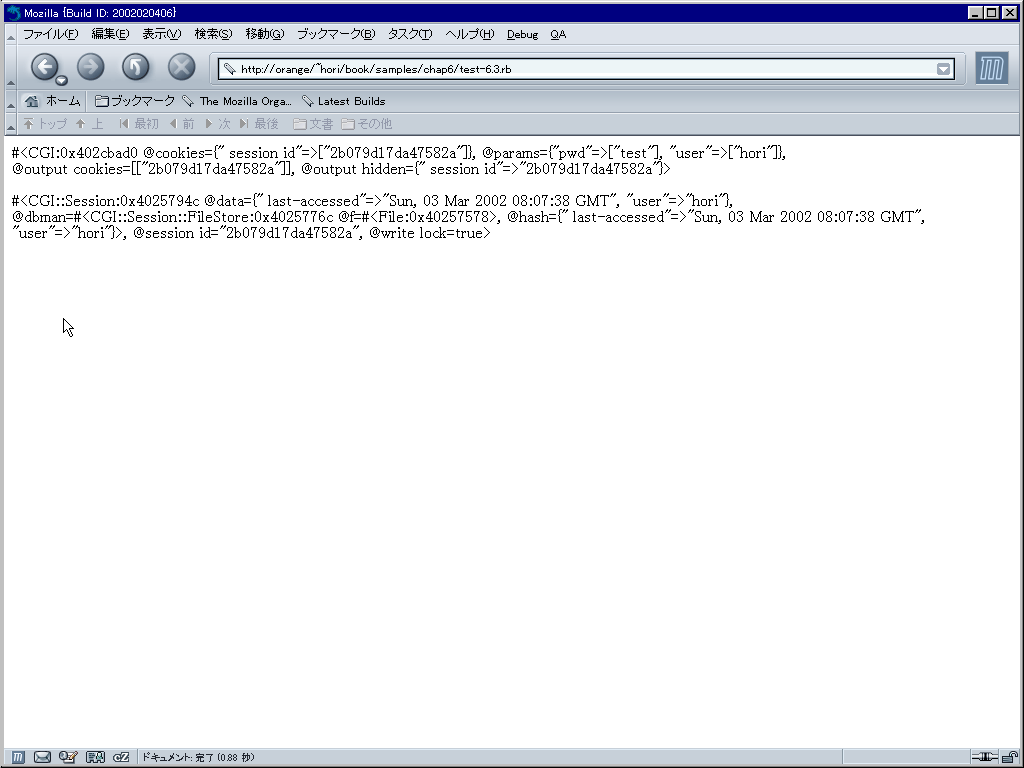 Mozilla {Build ID: 2002020406}
ファイル(F) 編集(E) 表示(V) 検索(S) 移動(G) ブックマーク(B) タスク(T) ヘルプ(H) Debug QA
http://orange/~hori/book/samples/chap6/test-6.3.rb
ホーム ブックマーク The Mozilla Orga... Latest Builds
トップ 上 最初 前 次 最後 文書 その他
#<CGI:0x402cbad0 @cookies={"_session_id"=>["2b079d17da47582a"]}, @params={"pwd"=>["test"], "user"=>["hori"]},
@output_cookies=[["2b079d17da47582a"]], @output_hidden={"_session_id"=>"2b079d17da47582a"}>
#<CGI::Session:0x4025794c @data={"_last-accessed"=>"Sun, 03 Mar 2002 08:07:38 GMT", "user"=>"hori"},
@dbman=#<CGI::Session::FileStore:0x4025776c @f=#<File:0x40257578>, @hash={"_last-accessed"=>"Sun, 03 Mar 2002 08:07:38 GMT",
"user"=>"hori"}>, @session_id="2b079d17da47582a", @write_lock=true>
ドキュメント: 完了 (0.88 秒)